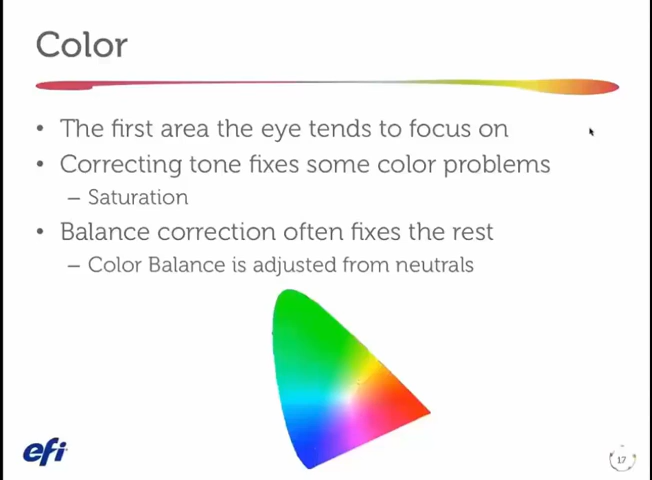 Color
• The first area the eye tends to focus on
• Correcting tone fixes some color problems
– Saturation
• Balance correction often fixes the rest
– Color Balance is adjusted from neutrals
efi
17